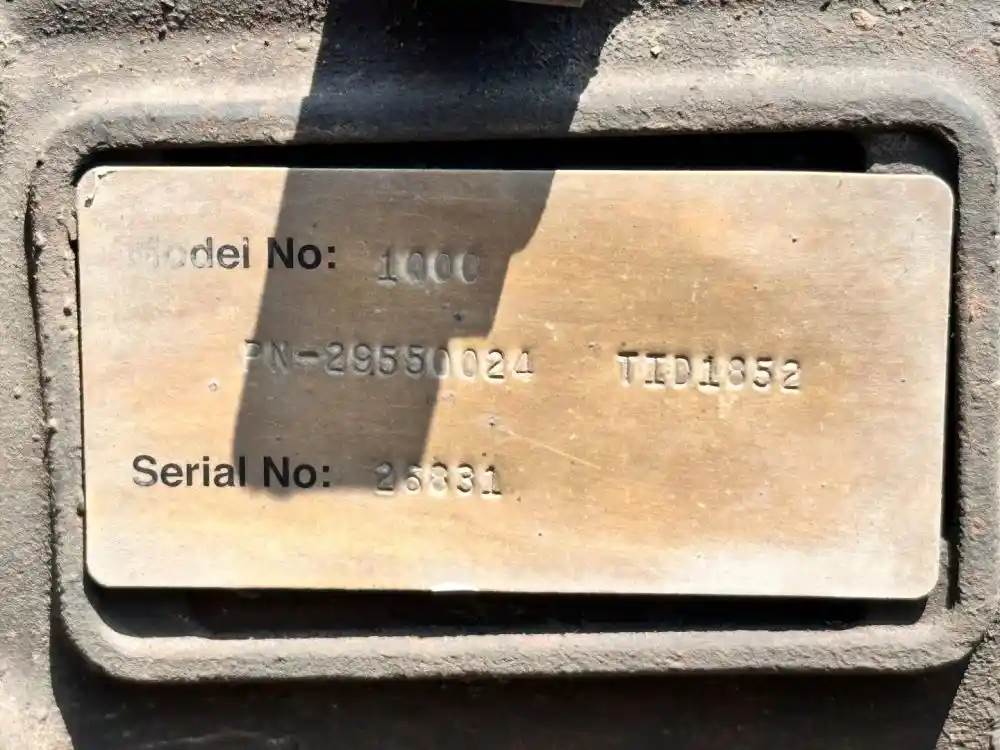 Model No: 1000
PN-29550024 TID1852
Serial No: 26831